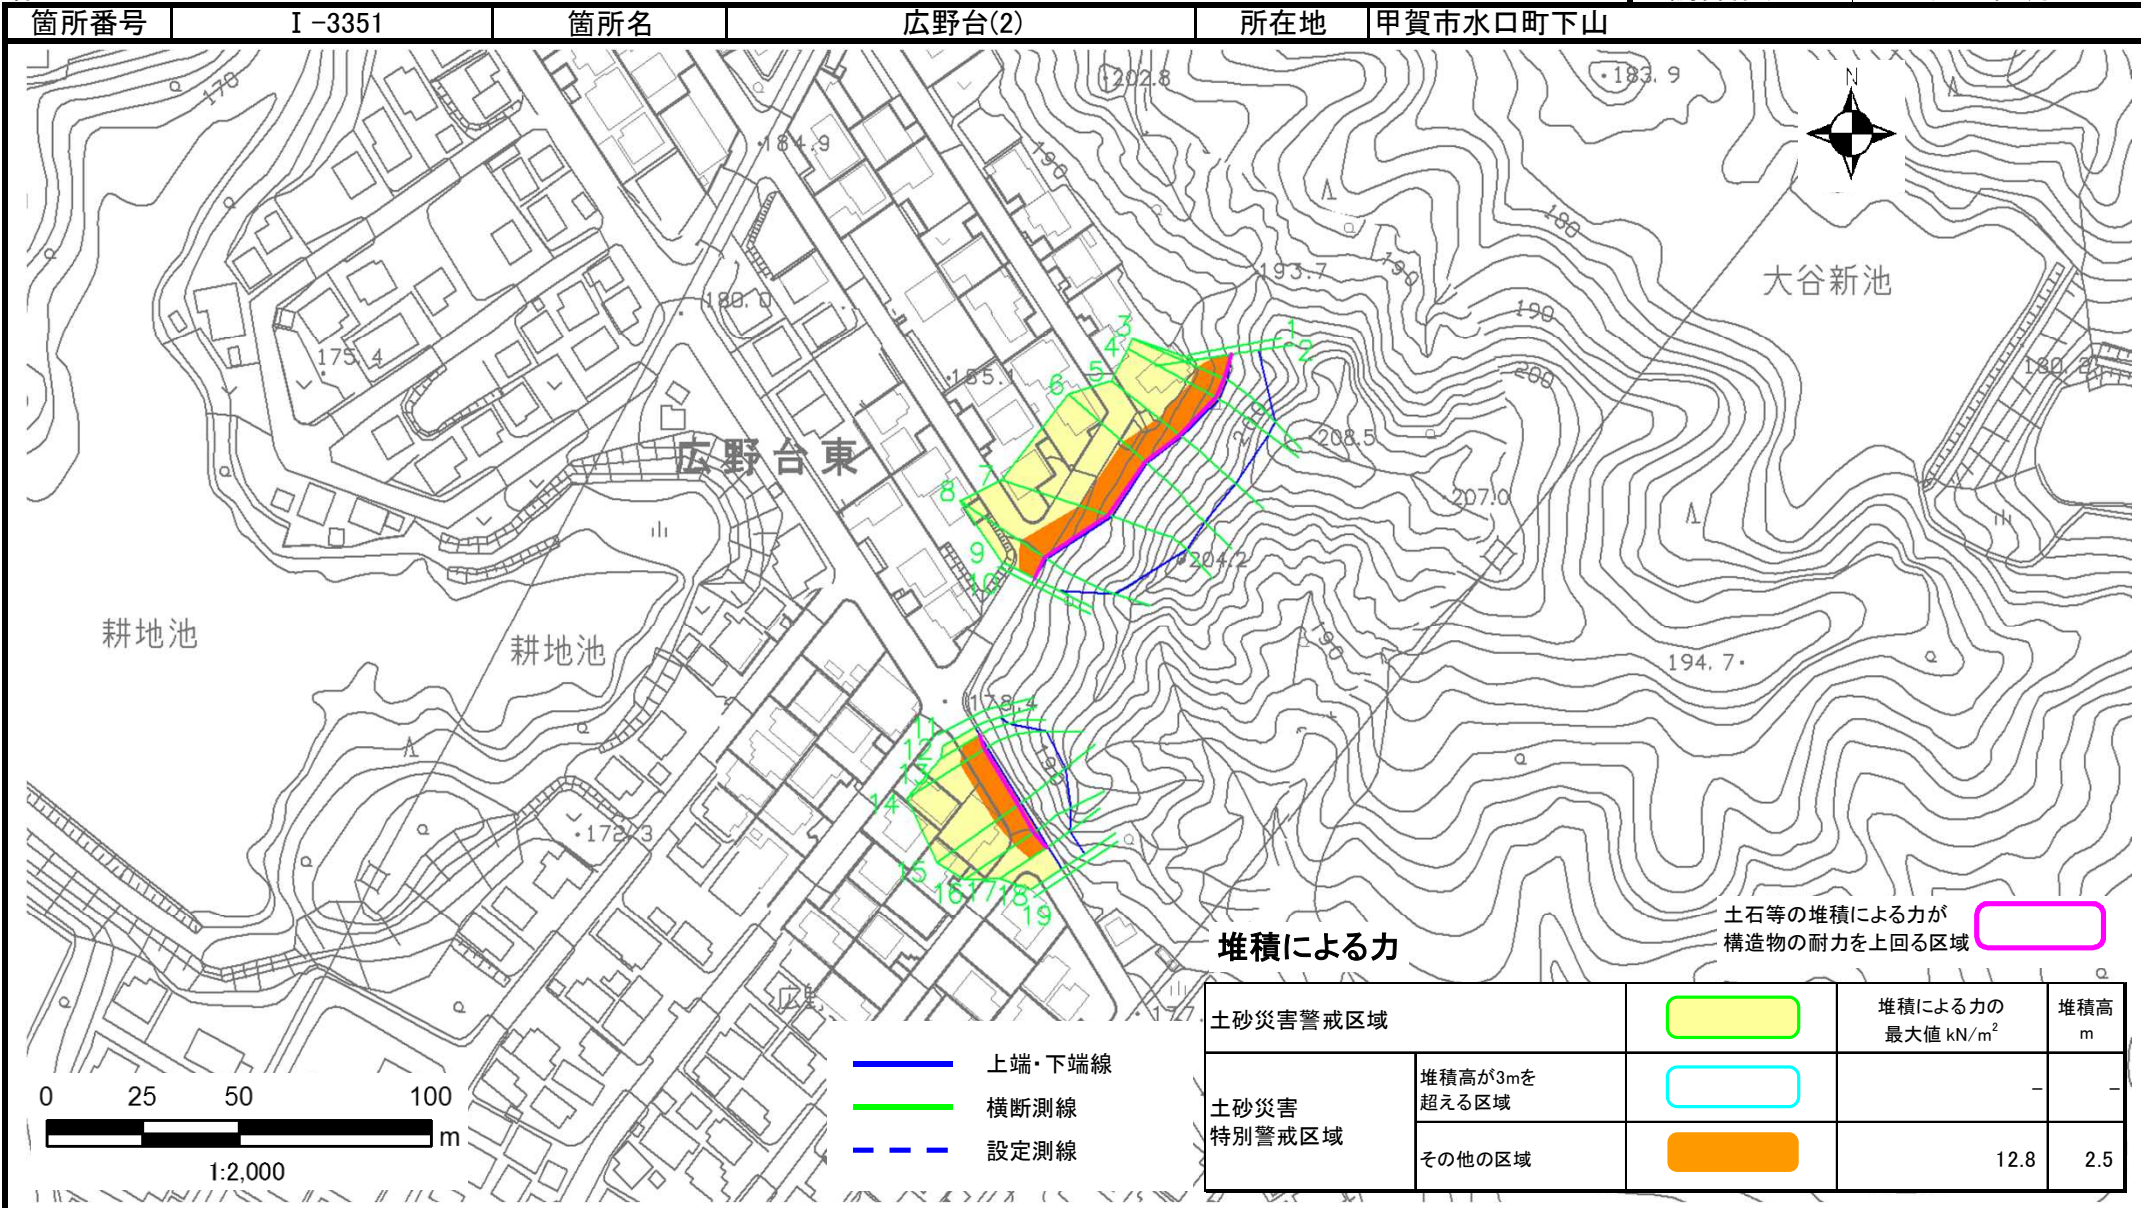 箇所番号 Ⅰ-3351 箇所名 広野台(2) 所在地 甲賀市水口町下山
170
202.8
183.9
N
184.9
190
180
193.7
190
大谷新池
180.0
190
175.4
3
1
4
2
180.2
185.1
5
200
6
200
208.5
広野台東
7
207.0
8
9
204.2
10
耕地池
耕地池
190
194.7
178.4
11
12
190
13
14
172.3
15
16
17
18
19
177
土石等の堆積による力が
構造物の耐力を上回る区域
堆積による力
土砂災害警戒区域
堆積による力の
最大値 kN/m²
堆積高
m
土砂災害
特別警戒区域
堆積高が3mを
超える区域
－ －
その他の区域
12.8 2.5
上端・下端線
横断測線
設定測線
0 25 50 100
m
1:2,000